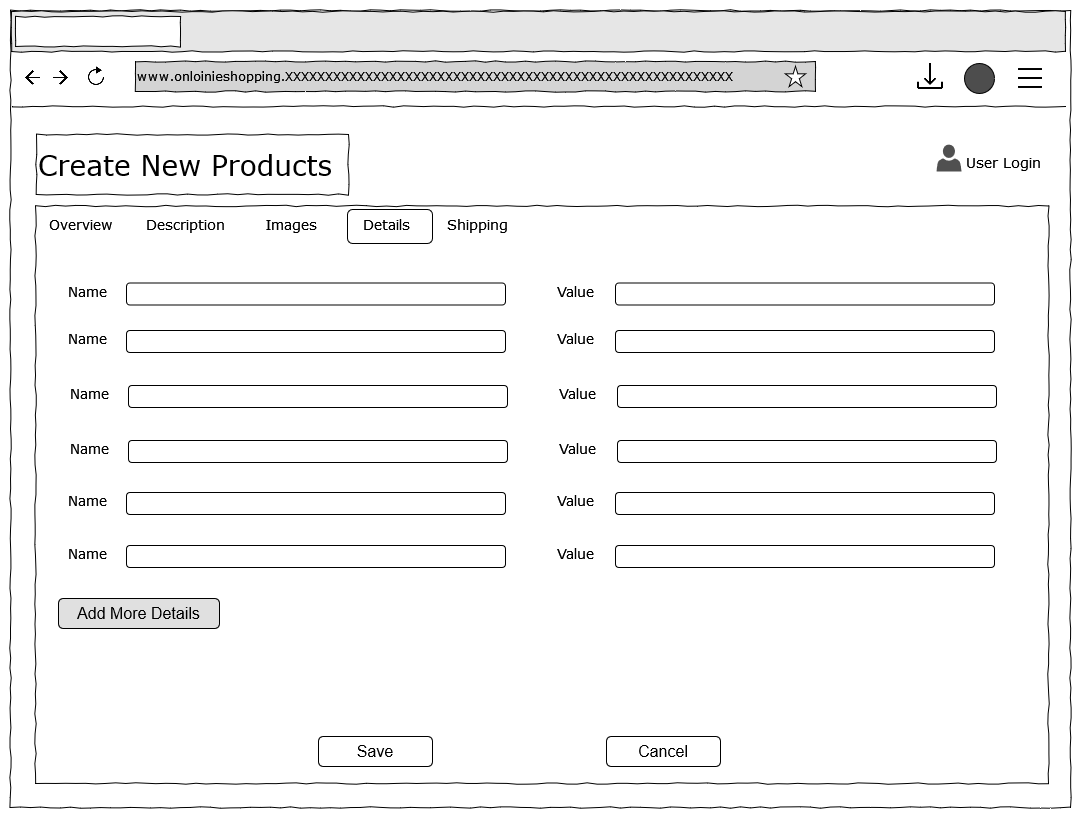 www.onloinieshopping.XXXXXXXXXXXXXXXXXXXXXXXXXXXXXXXXXXXXXXXXXXXXXXXXXXXXXXXX
Create New Products
User Login
Overview Description Images Details Shipping
Name Value
Name Value
Name Value
Name Value
Name Value
Name Value
Add More Details
Save Cancel